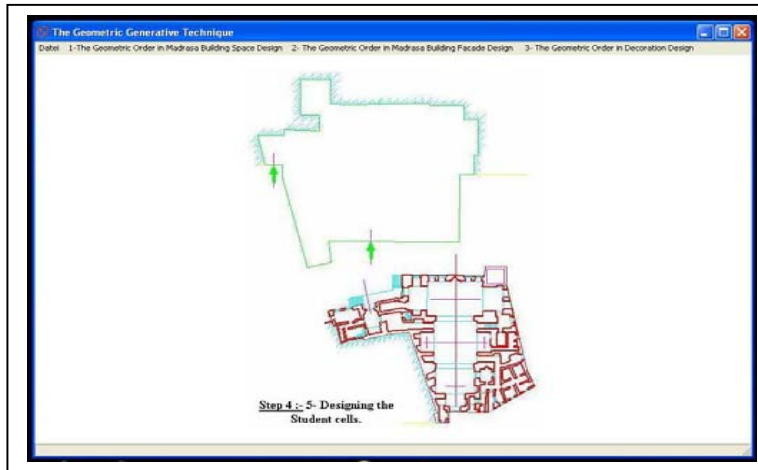 The Geometric Generative Technique
Datei 1-The Geometric Order in Madrasa Building Space Design 2- The Geometric Order in Madrasa Building Facade Design 3- The Geometric Order in Decoration Design
Step 4 :- 5- Designing the
Student cells.